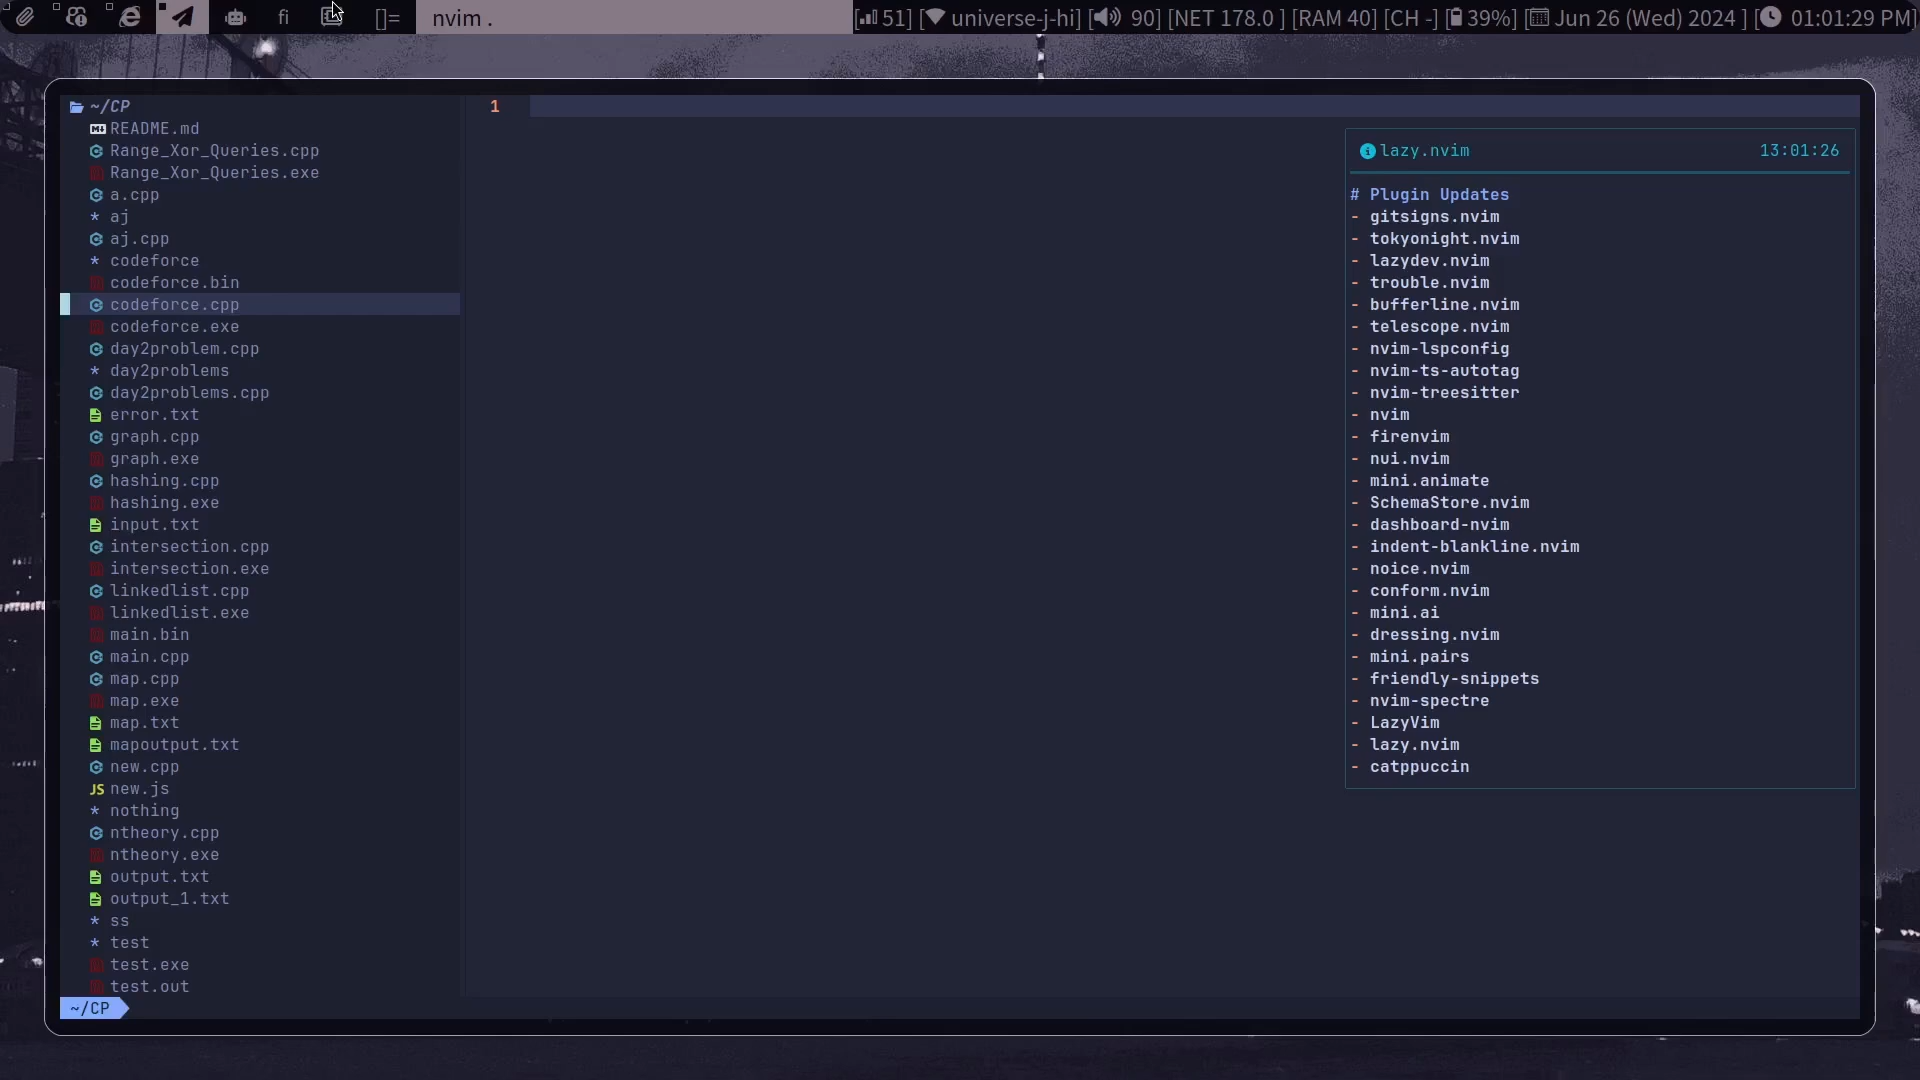 fi []= nvim . [51] [universe-j-hi] [90] [NET 178.0 ] [RAM 40] [CH -] [39%] [Jun 26 (Wed) 2024 ] [01:01:29 PM]
~/CP
README.md
Range_Xor_Queries.cpp
Range_Xor_Queries.exe
a.cpp
* aj
aj.cpp
* codeforce
codeforce.bin
codeforce.cpp
codeforce.exe
day2problem.cpp
* day2problems
day2problems.cpp
error.txt
graph.cpp
graph.exe
hashing.cpp
hashing.exe
input.txt
intersection.cpp
intersection.exe
linkedlist.cpp
linkedlist.exe
main.bin
main.cpp
map.cpp
map.exe
map.txt
mapoutput.txt
new.cpp
JS new.js
* nothing
ntheory.cpp
ntheory.exe
output.txt
output_1.txt
* ss
* test
test.exe
test.out
~/CP
1
lazy.nvim 13:01:26
# Plugin Updates
- gitsigns.nvim
- tokyonight.nvim
- lazydev.nvim
- trouble.nvim
- bufferline.nvim
- telescope.nvim
- nvim-lspconfig
- nvim-ts-autotag
- nvim-treesitter
- nvim
- firenvim
- nui.nvim
- mini.animate
- SchemaStore.nvim
- dashboard-nvim
- indent-blankline.nvim
- noice.nvim
- conform.nvim
- mini.ai
- dressing.nvim
- mini.pairs
- friendly-snippets
- nvim-spectre
- LazyVim
- lazy.nvim
- catppuccin